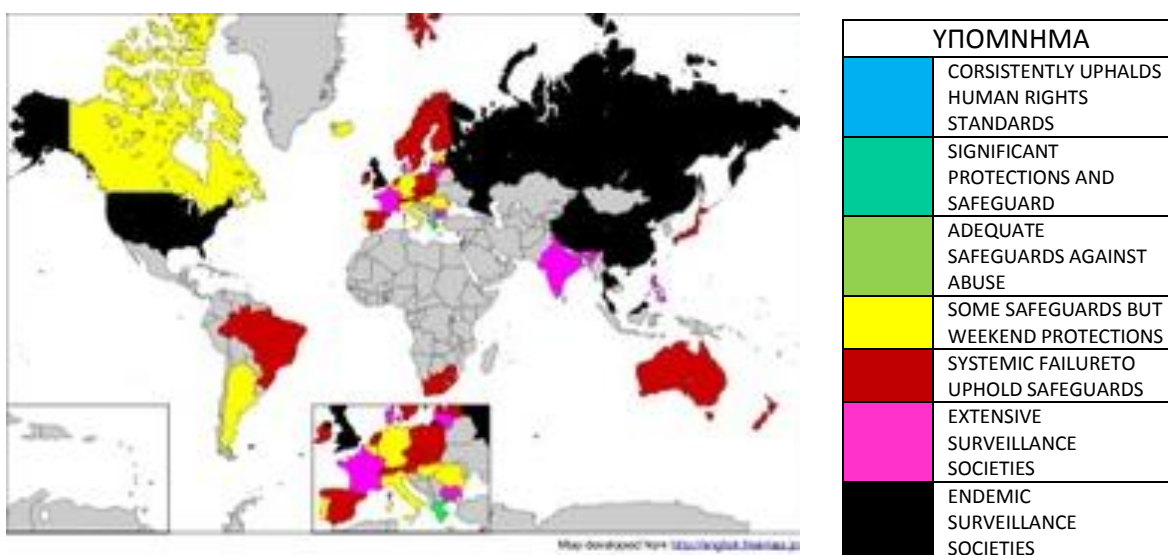 ΥΠΟΜΝΗΜΑ
CORSISTENTLY UPHALDS
HUMAN RIGHTS
STANDARDS
SIGNIFICANT
PROTECTIONS AND
SAFEGUARD
ADEQUATE
SAFEGUARDS AGAINST
ABUSE
SOME SAFEGUARDS BUT
WEEKEND PROTECTIONS
SYSTEMIC FAILURETO
UPHOLD SAFEGUARDS
EXTENSIVE
SURVEILLANCE
SOCIETIES
ENDEMIC
SURVEILLANCE
SOCIETIES
Map developed from